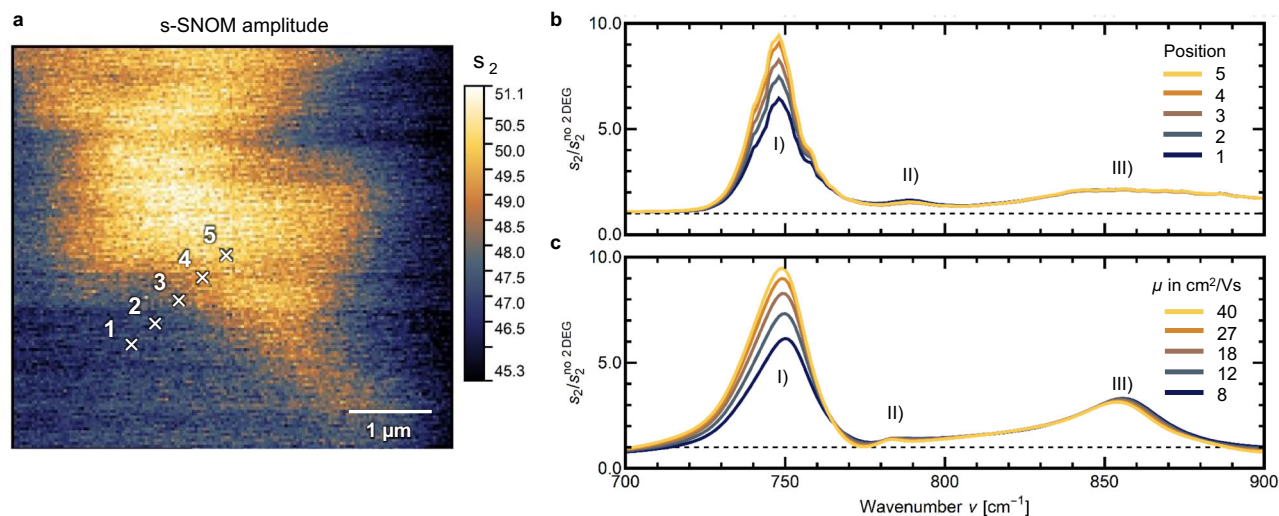 a
s-SNOM amplitude
s2
51.1
50.5
50.0
49.5
49.0
48.5
48.0
47.5
47.0
46.5
45.3
5
4
3
2
1
1 μm
b
10.0
5.0
0.0
s2/s2^no 2 DEG
I)
II)
III)
Position
5
4
3
2
1
c
10.0
5.0
0.0
s2/s2^no 2 DEG
I)
II)
III)
μ in cm²/Vs
40
27
18
12
8
700
750
800
850
900
Wavenumber ν [cm⁻¹]